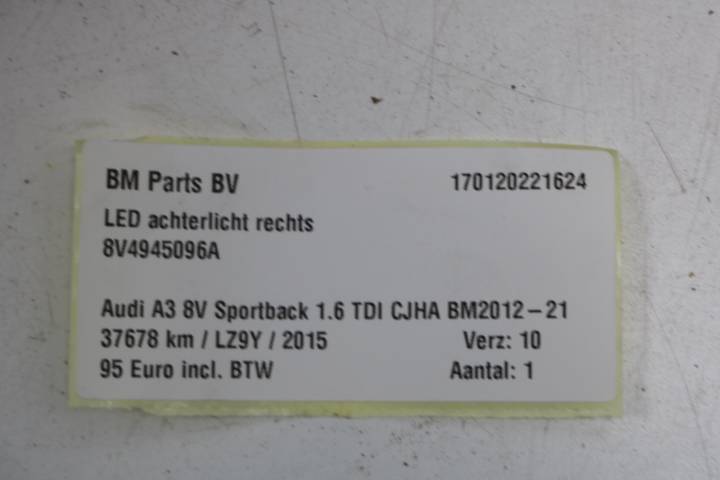 BM Parts BV 170120221624
LED achterlicht rechts
8V4945096A
Audi A3 8V Sportback 1.6 TDI CJHA BM2012-21
37678 km / LZ9Y / 2015 Verz: 10
95 Euro incl. BTW Aantal: 1